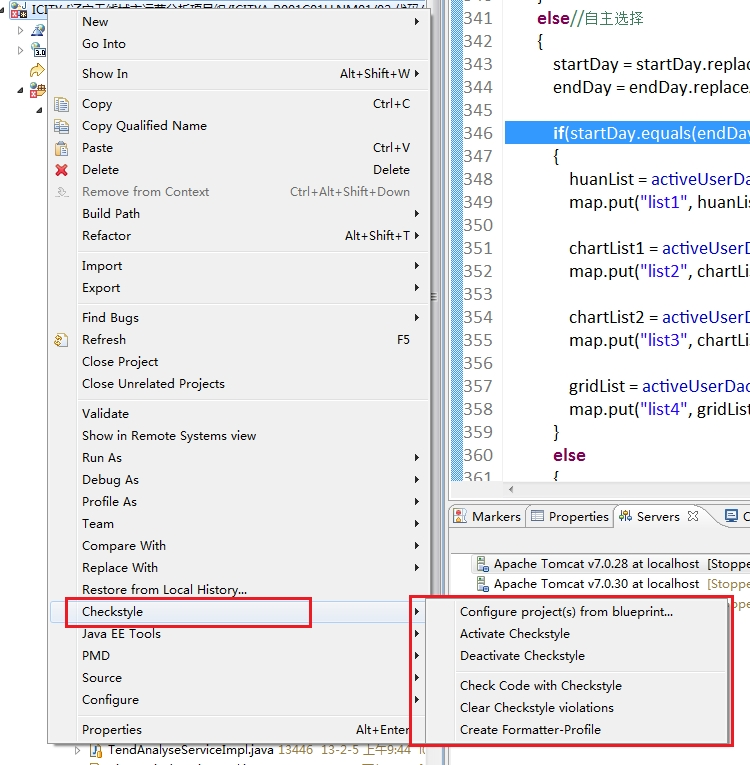 New
Go Into
Show In Alt+Shift+W
Copy Ctrl+C
Copy Qualified Name
Paste Ctrl+V
Delete Delete
Remove from Context Ctrl+Alt+Shift+Down
Build Path
Refactor Alt+Shift+T
Import
Export
Find Bugs
Refresh F5
Close Project
Close Unrelated Projects
Validate
Show in Remote Systems view
Run As
Debug As
Profile As
Team
Compare With
Replace With
Restore from Local History...
Checkstyle
Java EE Tools
PMD
Source
Configure
Properties Alt+Enter
TendAnalyseServiceImpl.java 13446 13-2-5 上午9:44
Configure project(s) from blueprint...
Activate Checkstyle
Deactivate Checkstyle
Check Code with Checkstyle
Clear Checkstyle violations
Create Formatter-Profile
341 else//自主选择
342 {
343 startDay = startDay.replac
344 endDay = endDay.replace
345
346 if(startDay.equals(endDay
347 {
348 huanList = activeUserDa
349 map.put("list1", huanLis
350
351 chartList1 = activeUserD
352 map.put("list2", chartLi
353
354 chartList2 = activeUserD
355 map.put("list3", chartLi
356
357 gridList = activeUserDao
358 map.put("list4", gridList
359 }
360 else
361 {
Markers Properties Servers
Apache Tomcat v7.0.28 at localhost [Stoppe
Apache Tomcat v7.0.30 at localhost [Stoppe